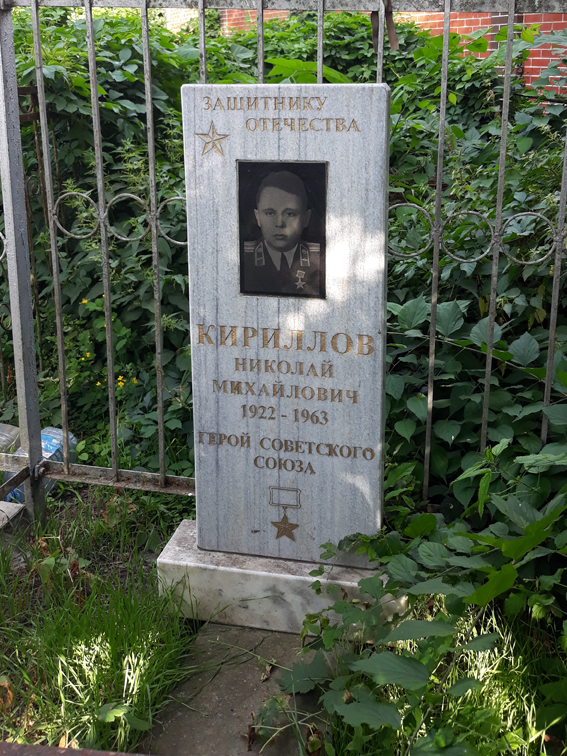 ЗАЩИТНИКУ
ОТЕЧЕСТВА
КИРИЛЛОВ
НИКОЛАЙ
МИХАЙЛОВИЧ
1922 - 1963
ГЕРОЙ СОВЕТСКОГО
СОЮЗА